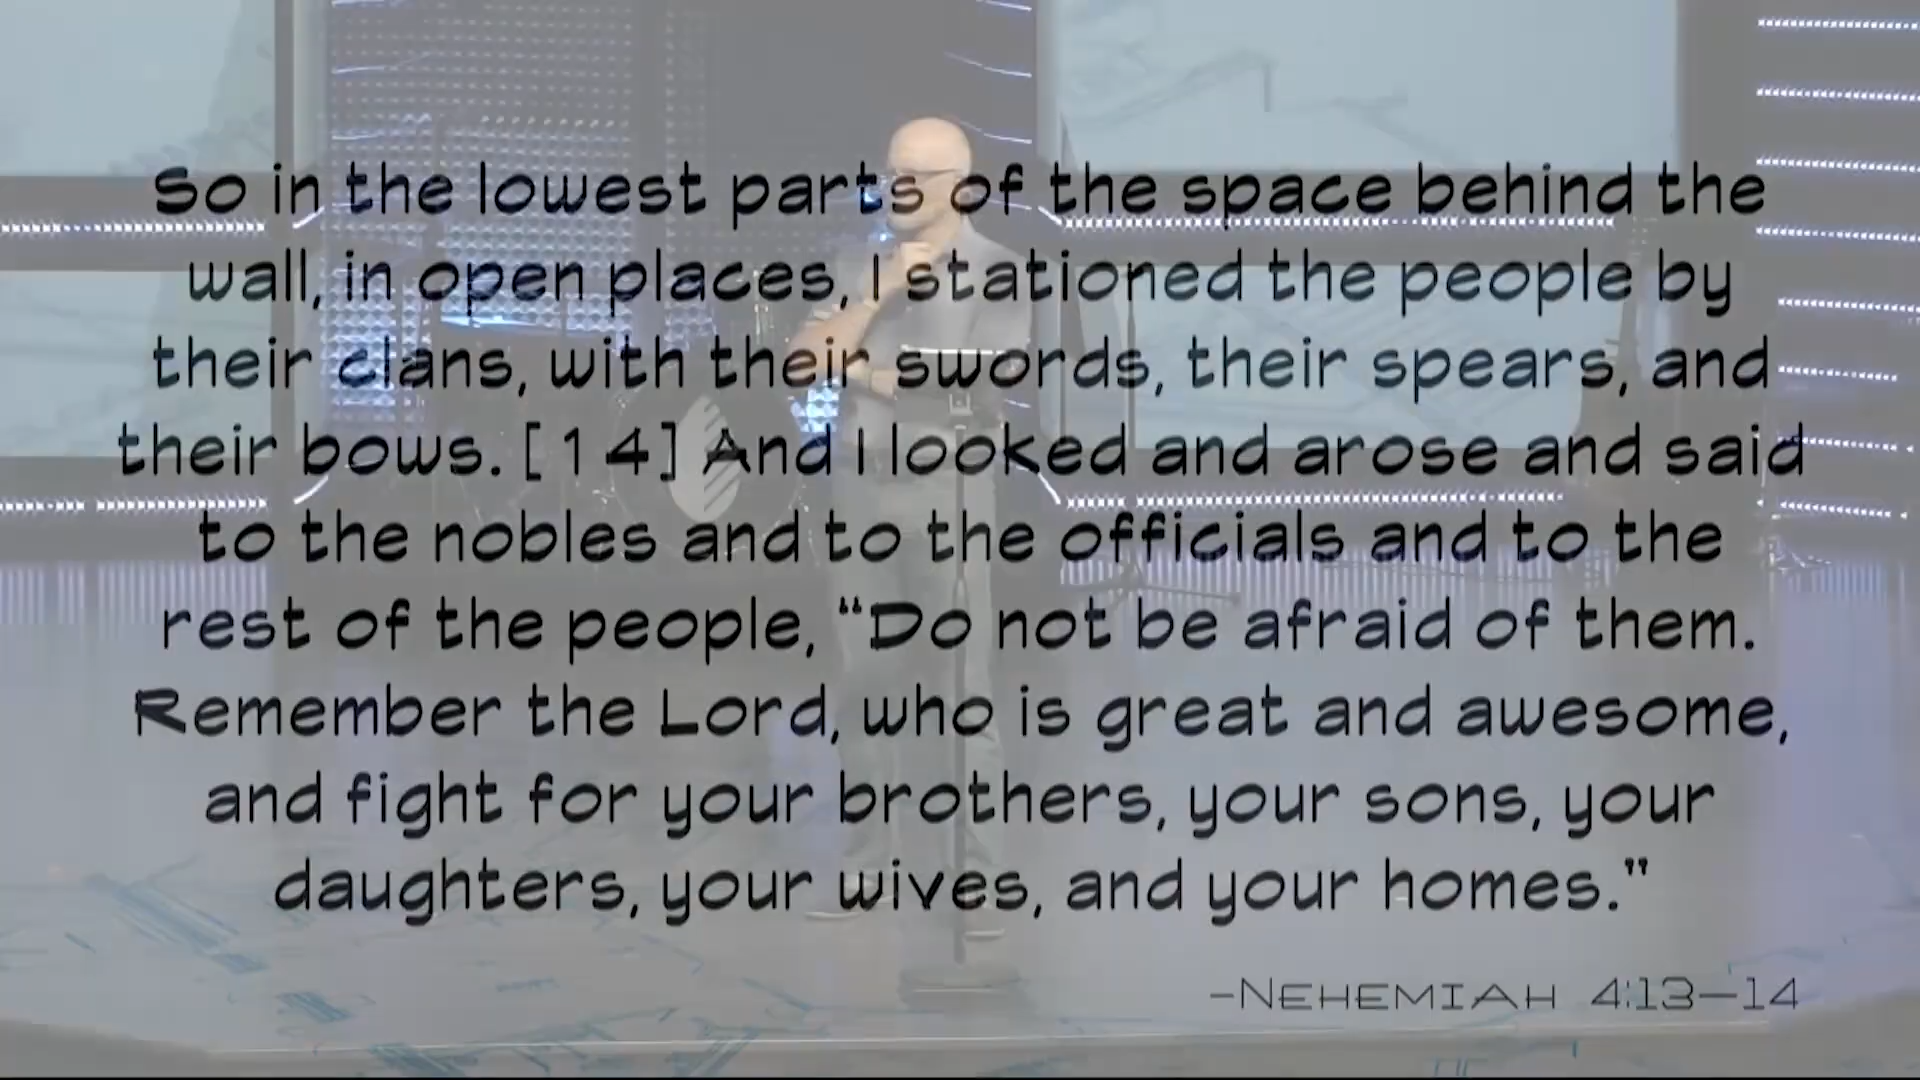 So in the lowest parts of the space behind the
wall, in open places, I stationed the people by
their clans, with their swords, their spears, and
their bows. [14] And I looked and arose and said
to the nobles and to the officials and to the
rest of the people, “Do not be afraid of them.
Remember the Lord, who is great and awesome,
and fight for your brothers, your sons, your
daughters, your wives, and your homes.”
–NEHEMIAH 4:13–14